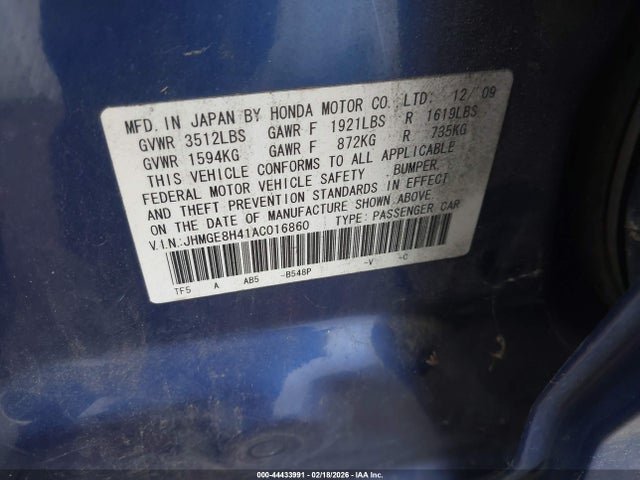 MFD. IN JAPAN BY HONDA MOTOR CO., LTD. 12/'09
GVWR 3512LBS GAWR F 1921LBS R 1619LBS
GVWR 1594KG GAWR F 872KG R 735KG
THIS VEHICLE CONFORMS TO ALL APPLICABLE
FEDERAL MOTOR VEHICLE SAFETY, BUMPER,
AND THEFT PREVENTION STANDARDS IN EFFECT
ON THE DATE OF MANUFACTURE SHOWN ABOVE.
V.I.N.:JHMGE8H41AC016860 TYPE: PASSENGER CAR
TF5 A AB5 -B548P -V -C
000-44433991 - 02/18/2026 - IAA Inc.